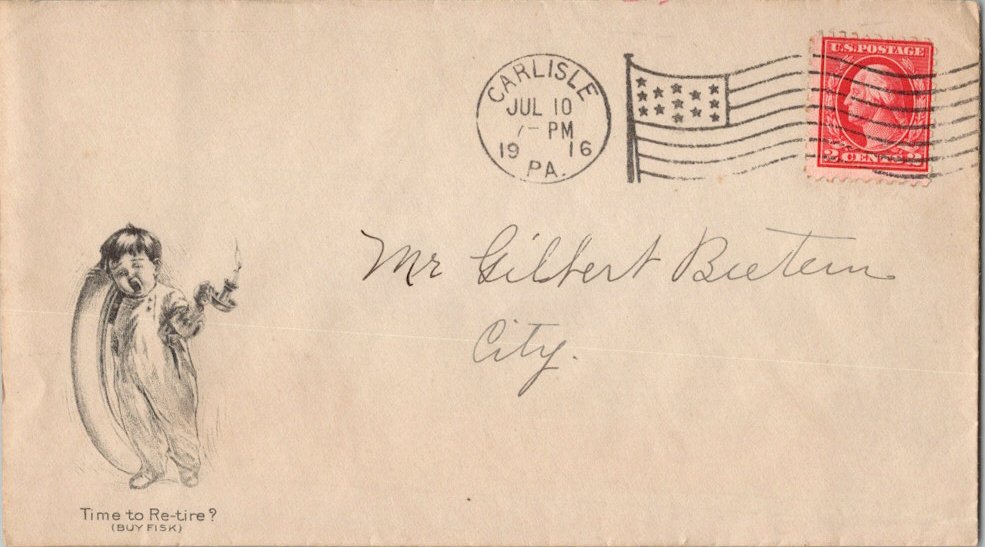 CARLISLE
JUL 10
7- PM
19 16
PA.
U.S. POSTAGE
2 CENTS 2
Mr Gilbert Beetem
City.
Time to Re-tire?
(BUY FISK)